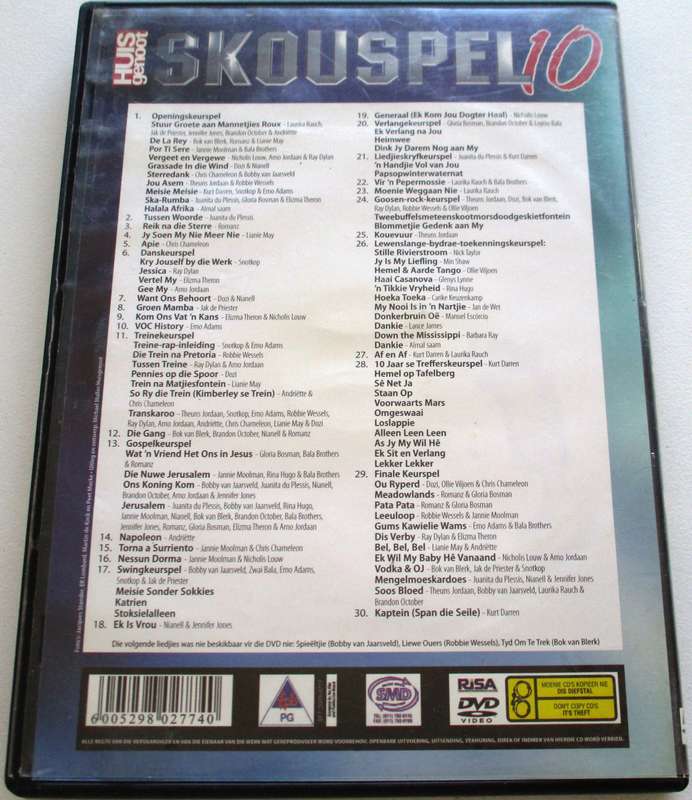 HUIS
genoot
SKOUSPEL 10
1. Openingskeurspel
Stuur Groete aan Mannetjies Roux - Laurika Rauch,
Jak de Priester, Jennifer Jones, Brandon October & Andriëtte
De La Rey - Bok van Blerk, Romanz & Lianie May
Por Ti Sere - Jannie Moolman & Bala Brothers
Vergeet en Vergewe - Nicholis Louw, Arno Jordaan & Ray Dylan
Grassade In die Wind - Dozi & Nianell
Sterredank - Chris Chameleon & Bobby van Jaarsveld
Jou Asem - Theuns Jordaan & Robbie Wessels
Meisie Meisie - Kurt Darren, Snotkop & Emo Adams
Ska-Rumba - Juanita du Plessis, Gloria Bosman & Elizma Theron
Halala Afrika - Almal saam
2. Tussen Woorde - Juanita du Plessis
3. Reik na die Sterre - Romanz
4. Jy Soen My Nie Meer Nie - Lianie May
5. Apie - Chris Chameleon
6. Danskeurspel
Kry Jouself by die Werk - Snotkop
Jessica - Ray Dylan
Vertel My - Elizma Theron
Gee My - Arno Jordaan
7. Want Ons Behoort - Dozi & Nianell
8. Groen Mamba - Jak de Priester
9. Kom Ons Vat 'n Kans - Elizma Theron & Nicholis Louw
10. VOC History - Emo Adams
11. Treinekeurspel
Treine-rap-inleiding - Snotkop & Emo Adams
Die Trein na Pretoria - Robbie Wessels
Tussen Treine - Ray Dylan & Arno Jordaan
Pennies op die Spoor - Dozi
Trein na Matjiesfontein - Lianie May
So Ry die Trein (Kimberley se Trein) - Andriëtte &
Chris Chameleon
Transkaroo - Theuns Jordaan, Snotkop, Emo Adams, Robbie Wessels,
Ray Dylan, Arno Jordaan, Andriëtte, Chris Chameleon, Lianie May & Dozi
12. Die Gang - Bok van Blerk, Brandon October, Nianell & Romanz
13. Gospelkeurspel
Wat 'n Vriend Het Ons in Jesus - Gloria Bosman, Bala Brothers
& Romanz
Die Nuwe Jerusalem - Jannie Moolman, Rina Hugo & Bala Brothers
Ons Koning Kom - Bobby van Jaarsveld, Juanita du Plessis, Nianell,
Brandon October, Arno Jordaan & Jennifer Jones
Jerusalem - Juanita du Plessis, Bobby van Jaarsveld, Rina Hugo,
Jannie Moolman, Nianell, Bok van Blerk, Brandon October, Bala Brothers,
Jennifer Jones, Romanz, Gloria Bosman, Elizma Theron & Arno Jordaan
14. Napoleon - Andriëtte
15. Torna a Surriento - Jannie Moolman & Chris Chameleon
16. Nessun Dorma - Jannie Moolman & Nicholis Louw
17. Swingkeurspel - Bobby van Jaarsveld, Zwai Bala, Emo Adams,
Snotkop & Jak de Priester
Meisie Sonder Sokkies
Katrien
Stoksielalleen
18. Ek Is Vrou - Nianell & Jennifer Jones
19. Generaal (Ek Kom Jou Dogter Haal) - Nicholis Louw
20. Verlangekeurspel - Gloria Bosman, Brandon October & Loyiso Bala
Ek Verlang na Jou
Heimwee
Dink Jy Darem Nog aan My
21. Liedjieskryfkeurspel - Juanita du Plessis & Kurt Darren
'n Handjie Vol van Jou
Papsopwinterwaternat
22. Vir 'n Pepermossie - Laurika Rauch & Bala Brothers
23. Moenie Weggaan Nie - Laurika Rauch
24. Goosen-rock-keurspel - Theuns Jordaan, Dozi, Bok van Blerk,
Ray Dylan, Robbie Wessels & Ollie Viljoen
Tweebuffelsmeteenskootmorsdoodgeskietfontein
Blommetjie Gedenk aan My
25. Kouevuur - Theuns Jordaan
26. Lewenslange-bydrae-toekenningskeurspel:
Stille Rivierstroom - Nick Taylor
Jy Is My Liefling - Min Shaw
Hemel & Aarde Tango - Ollie Viljoen
Haai Casanova - Glenys Lynne
'n Tikkie Vryheid - Rina Hugo
Hoeka Toeka - Carike Keuzenkamp
My Nooi Is in 'n Nartjie - Jan de Wet
Donkerbruin Oë - Manuel Escórcio
Dankie - Lance James
Down the Mississippi - Barbara Ray
Dankie - Almal saam
27. Af en Af - Kurt Darren & Laurika Rauch
28. 10 Jaar se Trefferskeurspel - Kurt Darren
Hemel op Tafelberg
Sê Net Ja
Staan Op
Voorwaarts Mars
Omgeswaai
Loslappie
Alleen Leen Leen
As Jy My Wil Hê
Ek Sit en Verlang
Lekker Lekker
29. Finale Keurspel
Ou Ryperd - Dozi, Ollie Viljoen & Chris Chameleon
Meadowlands - Romanz & Gloria Bosman
Pata Pata - Romanz & Gloria Bosman
Leeuloop - Robbie Wessels & Jannie Moolman
Gums Kawielie Wams - Emo Adams & Bala Brothers
Dis Verby - Ray Dylan & Elizma Theron
Bel, Bel, Bel - Lianie May & Andriëtte
Ek Wil My Baby Hê Vanaand - Nicholis Louw & Arno Jordaan
Vodka & OJ - Bok van Blerk, Jak de Priester & Snotkop
Mengelmoeskardoes - Juanita du Plessis, Nianell & Jennifer Jones
Soos Bloed - Theuns Jordaan, Bobby van Jaarsveld, Laurika Rauch &
Brandon October
30. Kaptein (Span die Seile) - Kurt Darren
Die volgende liedjies was nie beskikbaar vir die DVD nie: Spieëltjie (Bobby van Jaarsveld), Liewe Ouers (Robbie Wessels), Tyd Om Te Trek (Bok van Blerk)
6005298 027740
PG
SMD
RISA
DVD
VIDEO
MOENIE CD'S KOPIEER NIE
DIS DIEFSTAL
DON'T COPY CD'S
IT'S THEFT